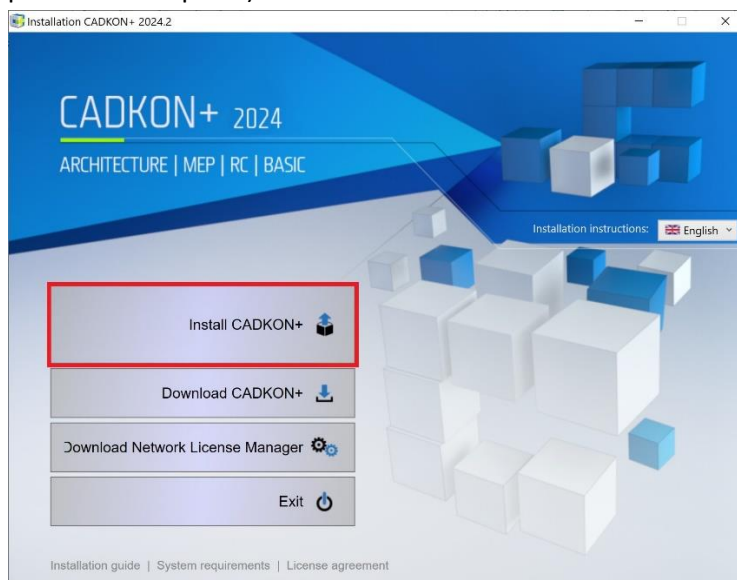 Installation CADKON+ 2024.2
CADKON+ 2024
ARCHITECTURE | MEP | RC | BASIC
Installation instructions: English
Install CADKON+
Download CADKON+
Download Network License Manager
Exit
Installation guide | System requirements | License agreement